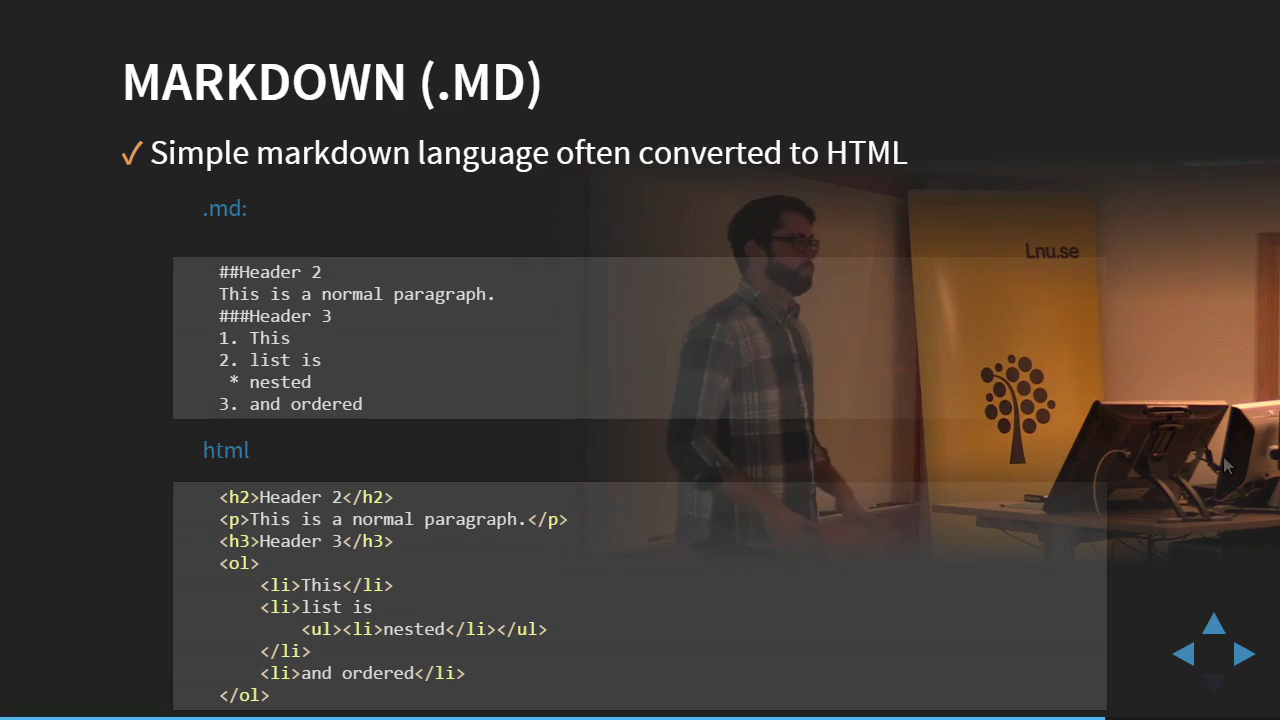 MARKDOWN (.MD)
✓ Simple markdown language often converted to HTML
.md:
Lnu.se
##Header 2
This is a normal paragraph.
###Header 3
1. This
2. list is
 * nested
3. and ordered
html
<h2>Header 2</h2>
<p>This is a normal paragraph.</p>
<h3>Header 3</h3>
<ol>
    <li>This</li>
    <li>list is
        <ul><li>nested</li></ul>
    </li>
    <li>and ordered</li>
</ol>